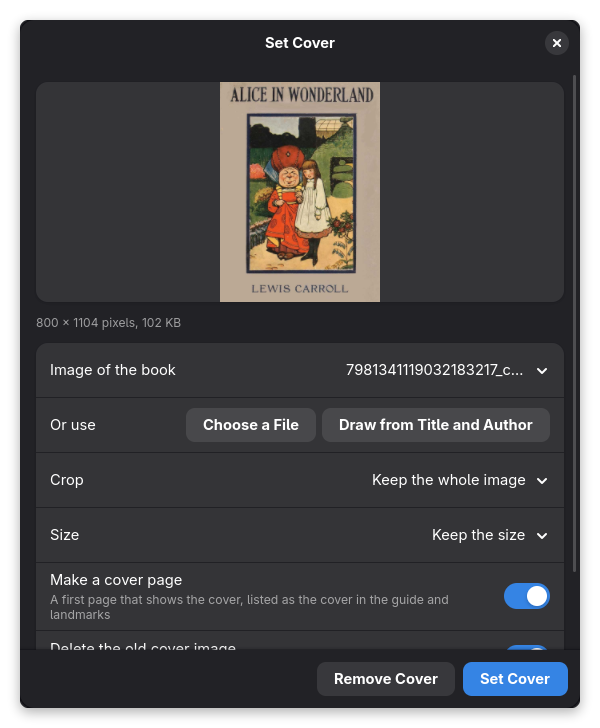 Set Cover
ALICE IN WONDERLAND
LEWIS CARROLL
800 × 1104 pixels, 102 KB
Image of the book
7981341119032183217_c...
Or use
Choose a File
Draw from Title and Author
Crop
Keep the whole image
Size
Keep the size
Make a cover page
A first page that shows the cover, listed as the cover in the guide and
landmarks
Delete the old cover image
Remove Cover
Set Cover